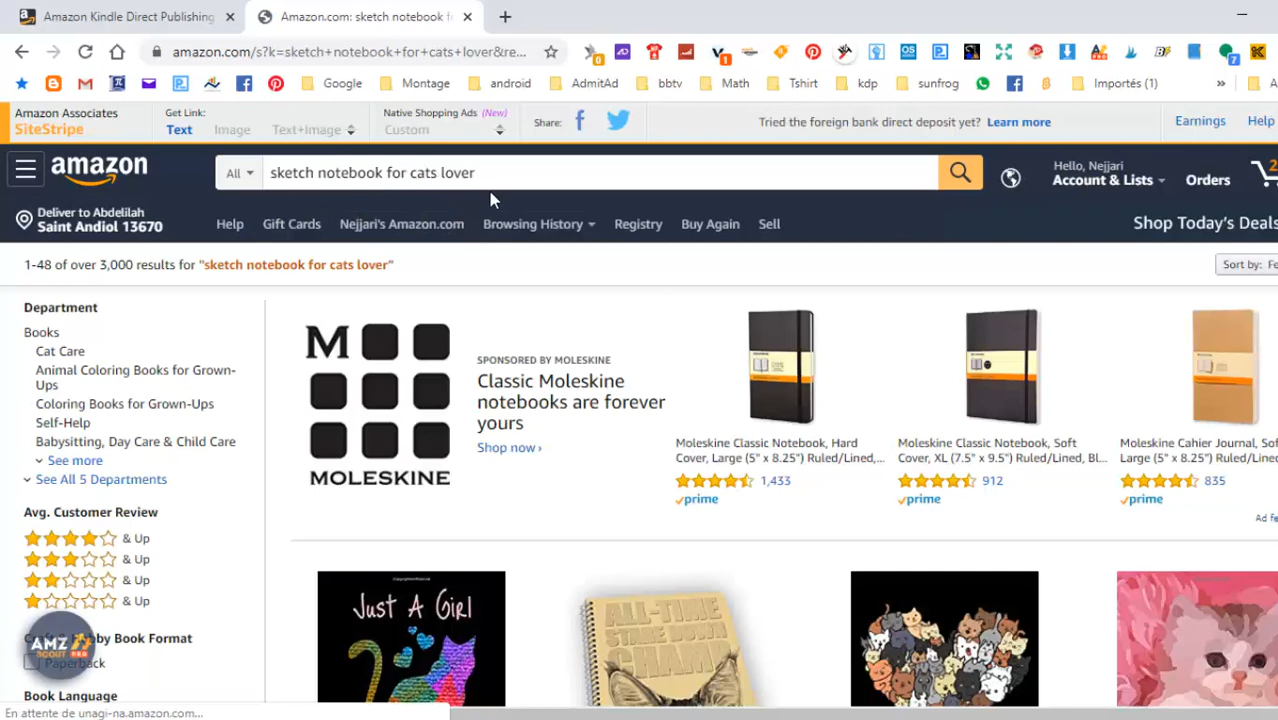 Amazon Kindle Direct Publishing
Amazon.com: sketch notebook f
amazon.com/s?k=sketch+notebook+for+cats+lover&re...
Google
Montage
android
AdmitAd
bbtv
Math
Tshirt
kdp
sunfrog
Importés (1)
Amazon Associates
SiteStripe
Get Link:
Text
Image
Text+Image
Native Shopping Ads (New)
Custom
Share:
Tried the foreign bank direct deposit yet? Learn more
Earnings
Help
amazon
All
sketch notebook for cats lover
Hello, Nejjari
Account & Lists
Orders
Deliver to Abdelilah
Saint Andiol 13670
Help
Gift Cards
Nejjari's Amazon.com
Browsing History
Registry
Buy Again
Sell
Shop Today's Deals
1-48 of over 3,000 results for "sketch notebook for cats lover"
Sort by: Fe
Department
Books
Cat Care
Animal Coloring Books for Grown-
Ups
Coloring Books for Grown-Ups
Self-Help
Babysitting, Day Care & Child Care
See more
See All 5 Departments
Avg. Customer Review
& Up
& Up
& Up
& Up
by Book Format
Paperback
Book Language
AMZ
SCOUT
PRO
En attente de unagi-na.amazon.com...
M
MOLESKINE
SPONSORED BY MOLESKINE
Classic Moleskine
notebooks are forever
yours
Shop now ›
Moleskine Classic Notebook, Hard
Cover, Large (5" x 8.25") Ruled/Lined,...
1,433
prime
Moleskine Classic Notebook, Soft
Cover, XL (7.5" x 9.5") Ruled/Lined, Bl...
912
prime
Moleskine Cahier Journal, So
Large (5" x 8.25") Ruled/Line
835
prime
Ad fe
JUST A GIRL
ALL-TIME
STARE DOWN
CHAMP